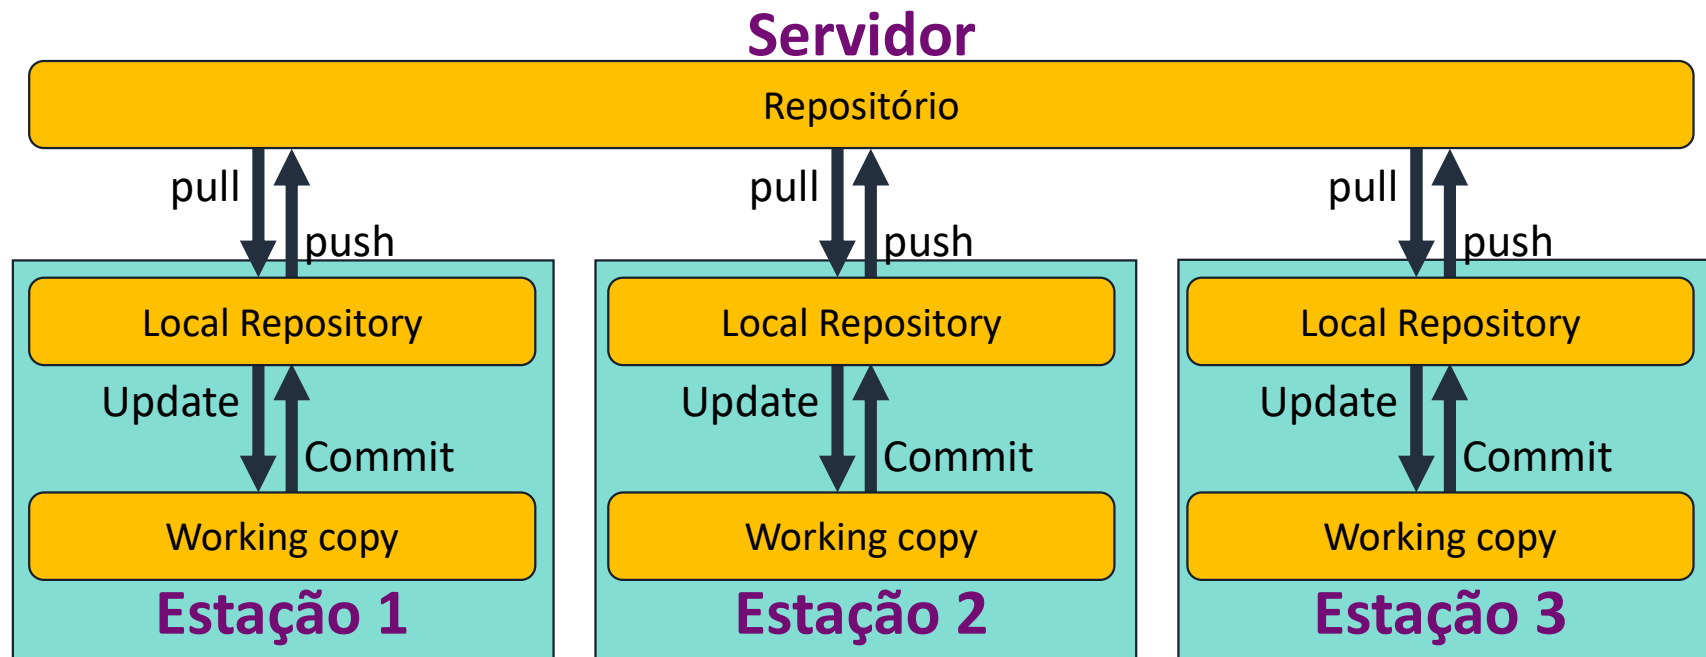 Servidor
Repositório
pull
push
pull
push
pull
push
Local Repository
Local Repository
Local Repository
Update
Commit
Update
Commit
Update
Commit
Working copy
Working copy
Working copy
Estação 1
Estação 2
Estação 3